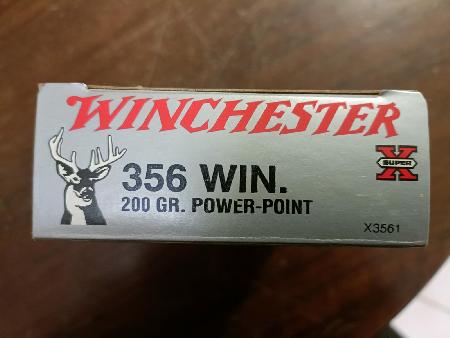 WINCHESTER
SUPER X
356 WIN.
200 GR. POWER-POINT
X3561